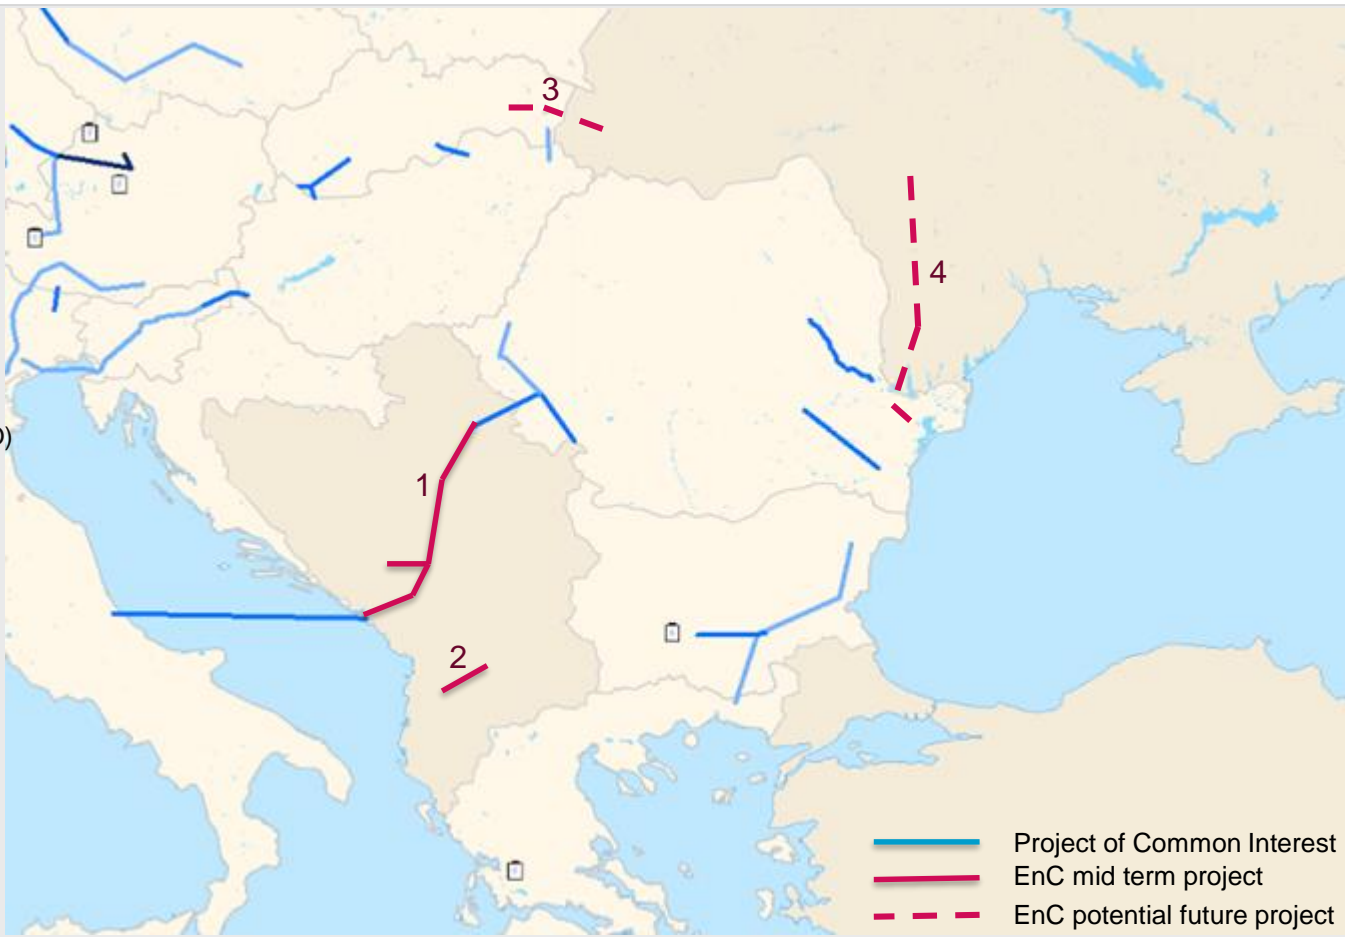 3
4
)
1
2
Project of Common Interest
EnC mid term project
EnC potential future project